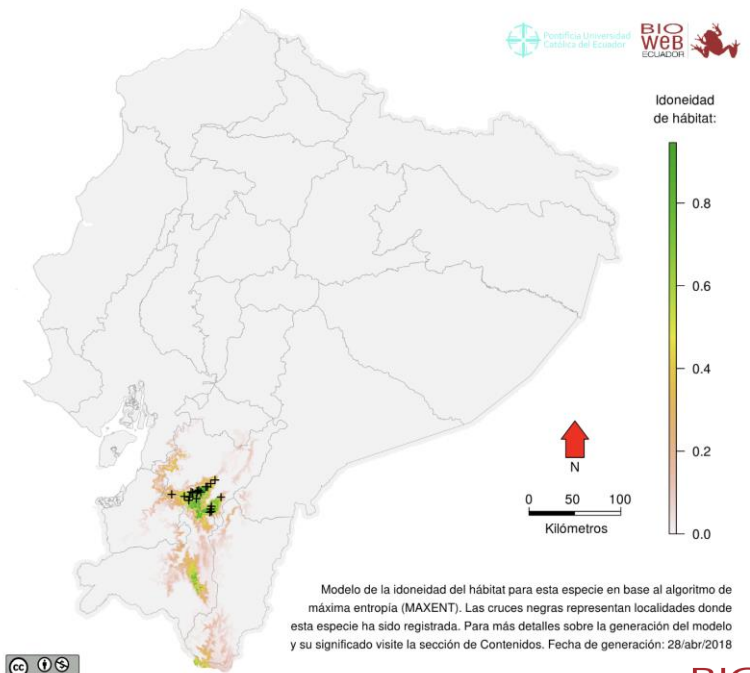 Pontificia Universidad
Católica del Ecuador
BIO
WEB
ECUADOR
Idoneidad
de hábitat:
0.8
0.6
0.4
0.2
0.0
N
0 50 100
Kilómetros
Modelo de la idoneidad del hábitat para esta especie en base al algoritmo de
máxima entropía (MAXENT). Las cruces negras representan localidades donde
esta especie ha sido registrada. Para más detalles sobre la generación del modelo
y su significado visite la sección de Contenidos. Fecha de generación: 28/abr/2018
cc
BIO